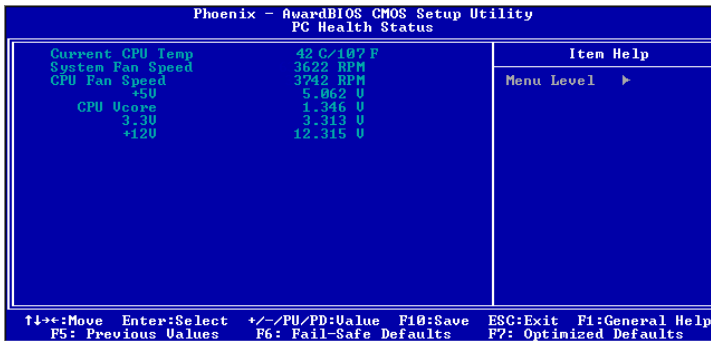 Phoenix - AwardBIOS CMOS Setup Utility
PC Health Status
Current CPU Temp 42 C/107 F
System Fan Speed 3622 RPM
CPU Fan Speed 3742 RPM
+5V 5.062 V
CPU Vcore 1.346 V
3.3V 3.313 V
+12V 12.315 V
Item Help
Menu Level ►
↑↓→←:Move Enter:Select +/-/PU/PD:Value F10:Save ESC:Exit F1:General Help
F5: Previous Values F6: Fail-Safe Defaults F7: Optimized Defaults